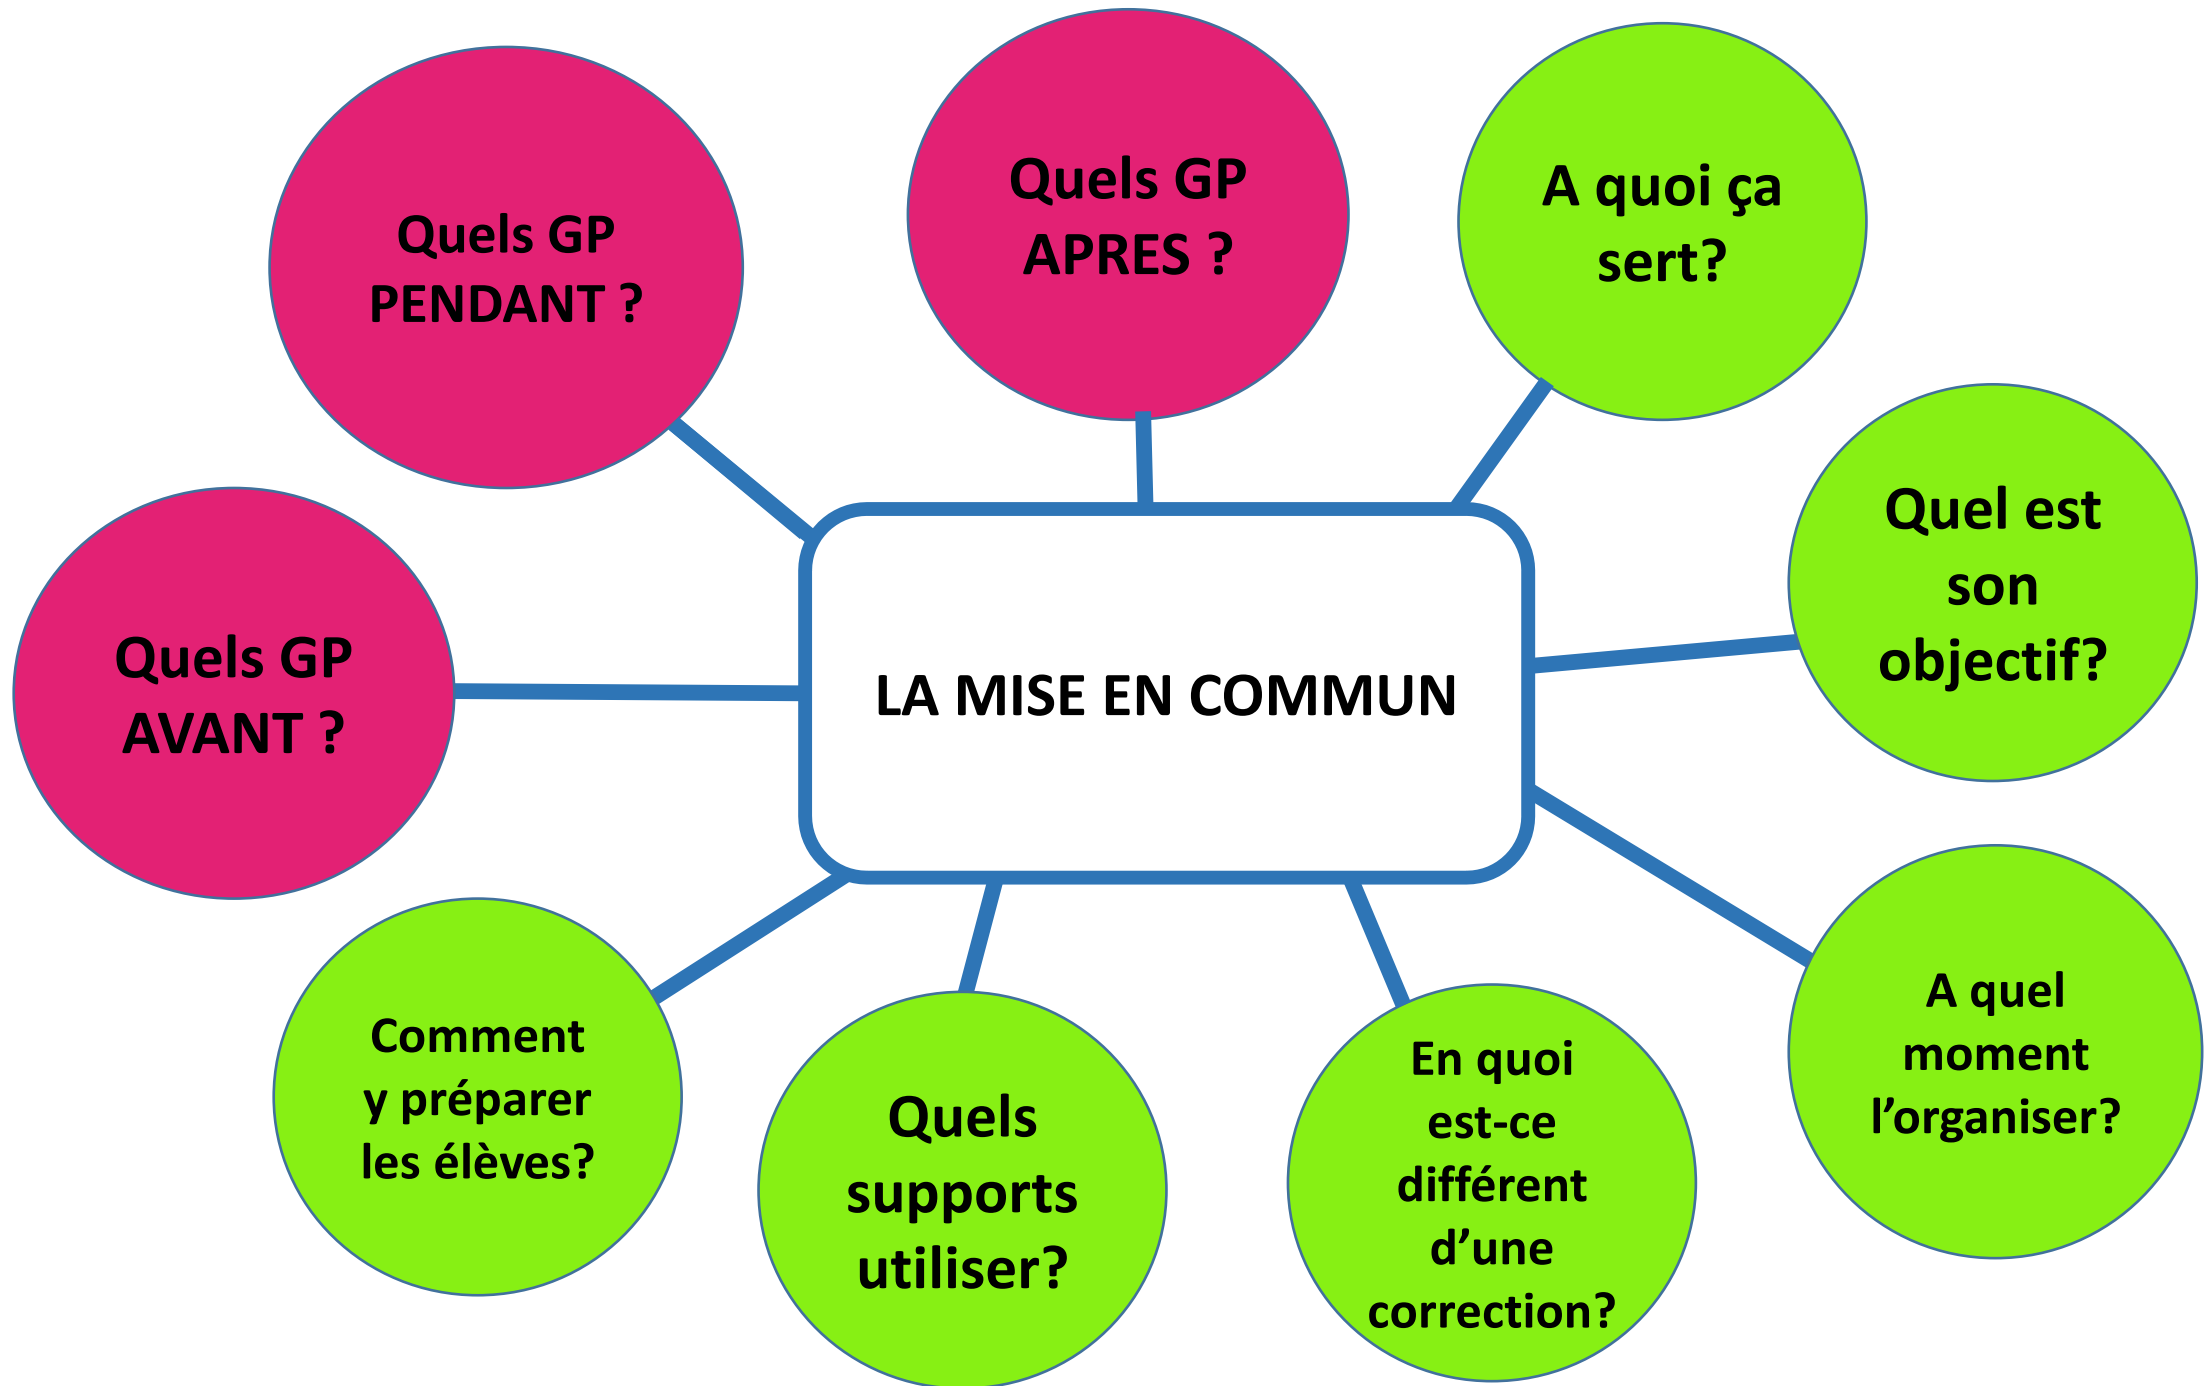 Quels GP
PENDANT ?
Quels GP
APRES ?
A quoi ça
sert?
Quel est
son
objectif?
Quels GP
AVANT ?
LA MISE EN COMMUN
A quel
moment
l’organiser?
Comment
y préparer
les élèves?
Quels
supports
utiliser?
En quoi
est-ce
différent
d’une
correction?